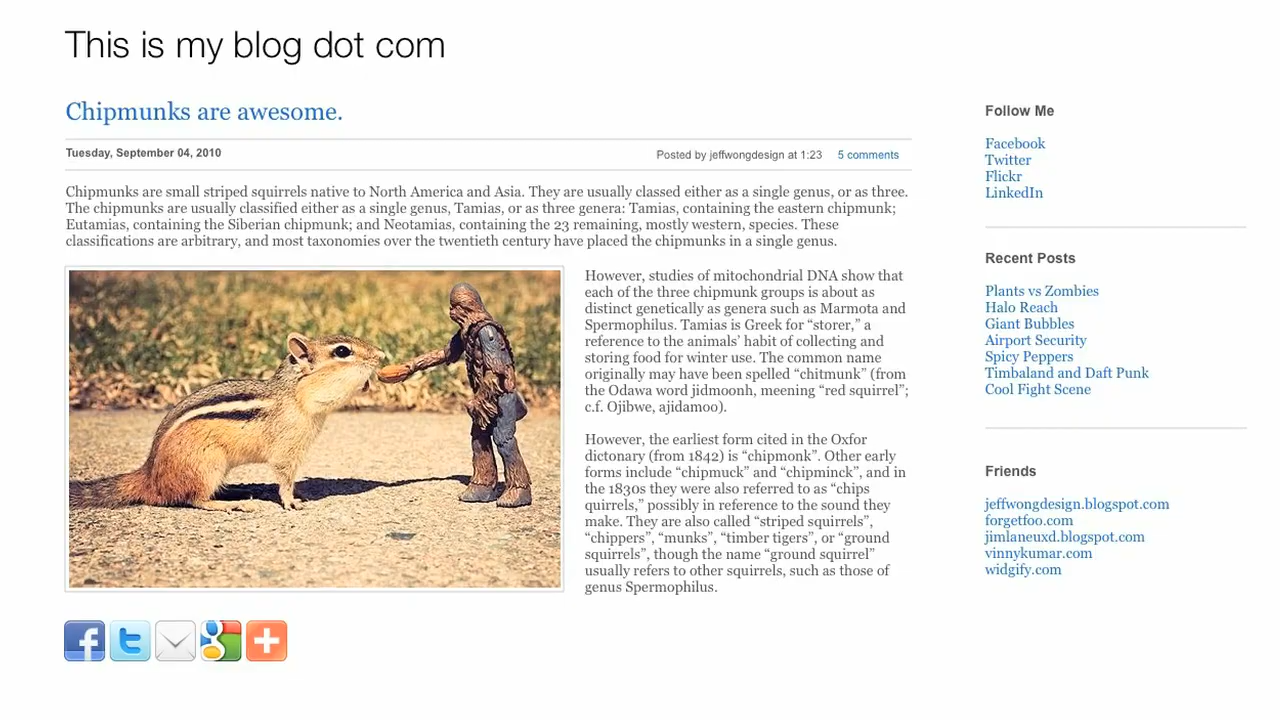 This is my blog dot com
Chipmunks are awesome.
Tuesday, September 04, 2010
Posted by jeffwongdesign at 1:23 5 comments
Chipmunks are small striped squirrels native to North America and Asia. They are usually classed either as a single genus, or as three.
The chipmunks are usually classified either as a single genus, Tamias, or as three genera: Tamias, containing the eastern chipmunk;
Eutamias, containing the Siberian chipmunk; and Neotamias, containing the 23 remaining, mostly western, species. These
classifications are arbitrary, and most taxonomies over the twentieth century have placed the chipmunks in a single genus.
However, studies of mitochondrial DNA show that
each of the three chipmunk groups is about as
distinct genetically as genera such as Marmota and
Spermophilus. Tamias is Greek for “storer,” a
reference to the animals’ habit of collecting and
storing food for winter use. The common name
originally may have been spelled “chitmunk” (from
the Odawa word jidmoonh, meening “red squirrel”;
c.f. Ojibwe, ajidamoo).
However, the earliest form cited in the Oxfor
dictonary (from 1842) is “chipmonk”. Other early
forms include “chipmuck” and “chipminck”, and in
the 1830s they were also referred to as “chips
quirrels,” possibly in reference to the sound they
make. They are also called “striped squirrels”,
“chippers”, “munks”, “timber tigers”, or “ground
squirrels”, though the name “ground squirrel”
usually refers to other squirrels, such as those of
genus Spermophilus.
Follow Me
Facebook
Twitter
Flickr
LinkedIn
Recent Posts
Plants vs Zombies
Halo Reach
Giant Bubbles
Airport Security
Spicy Peppers
Timbaland and Daft Punk
Cool Fight Scene
Friends
jeffwongdesign.blogspot.com
forgetfoo.com
jimlaneuxd.blogspot.com
vinnykumar.com
widgify.com